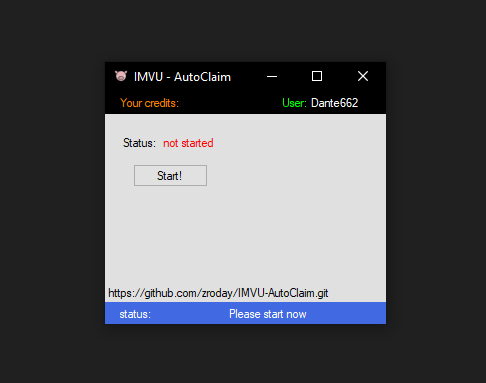 IMVU - AutoClaim
Your credits: User: Dante662
Status: not started
Start!
https://github.com/zroday/IMVU-AutoClaim.git
status: Please start now